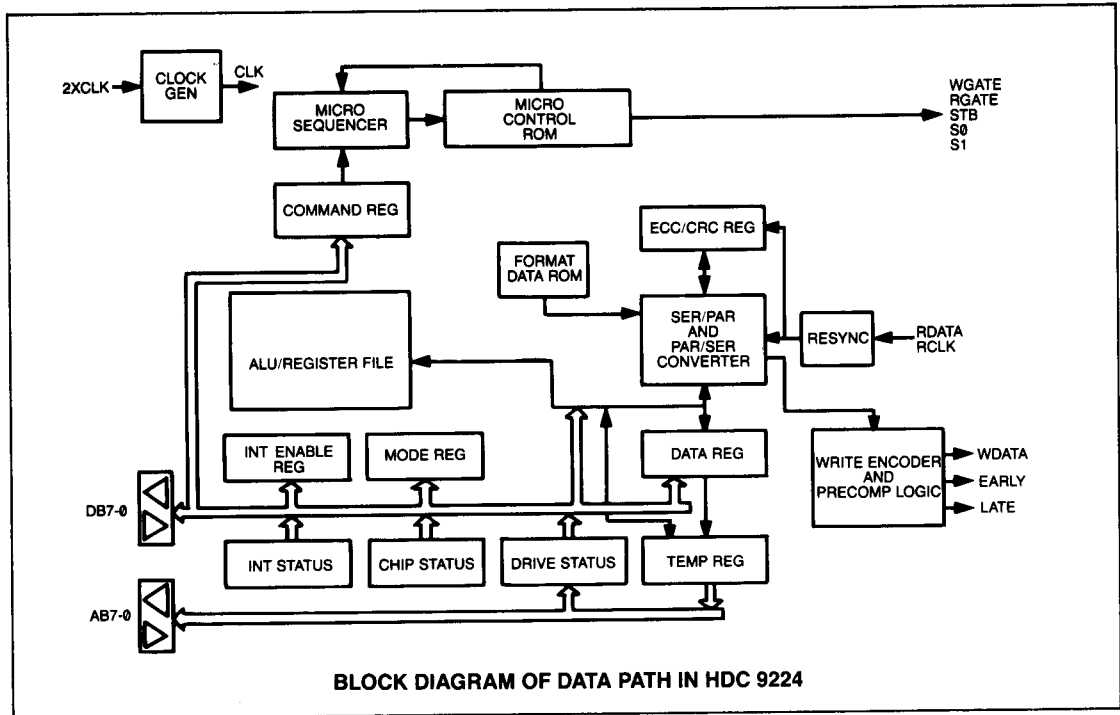 2XCLK
CLOCK
GEN
CLK
MICRO
SEQUENCER
MICRO
CONTROL
ROM
WGATE
RGATE
STB
S0
S1
COMMAND REG
ECC/CRC REG
FORMAT
DATA ROM
SER/PAR
AND
PAR/SER
CONVERTER
RESYNC
RDATA
RCLK
ALU/REGISTER FILE
INT ENABLE
REG
MODE REG
DATA REG
WRITE ENCODER
AND
PRECOMP LOGIC
WDATA
EARLY
LATE
DB7-0
INT STATUS
CHIP STATUS
DRIVE STATUS
TEMP REG
AB7-0
BLOCK DIAGRAM OF DATA PATH IN HDC 9224